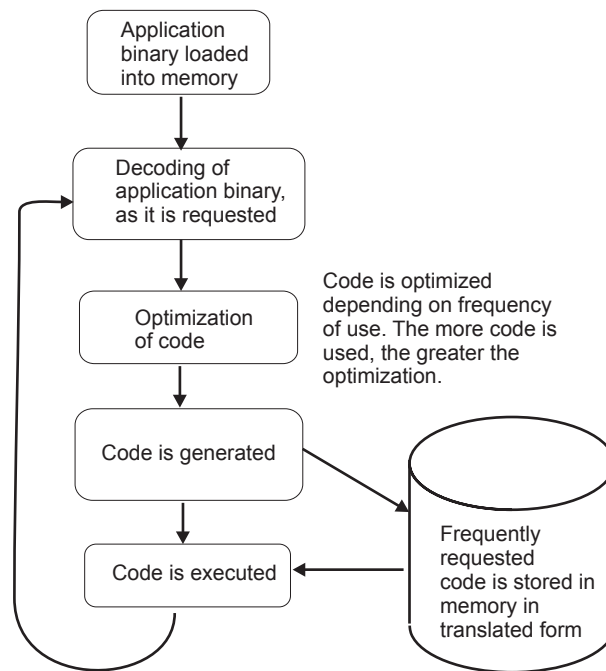 Application
binary loaded
into memory
Decoding of
application binary,
as it is requested
Optimization
of code
Code is optimized
depending on frequency
of use. The more code is
used, the greater the
optimization.
Code is generated
Code is executed
Frequently
requested
code is stored in
memory in
translated form